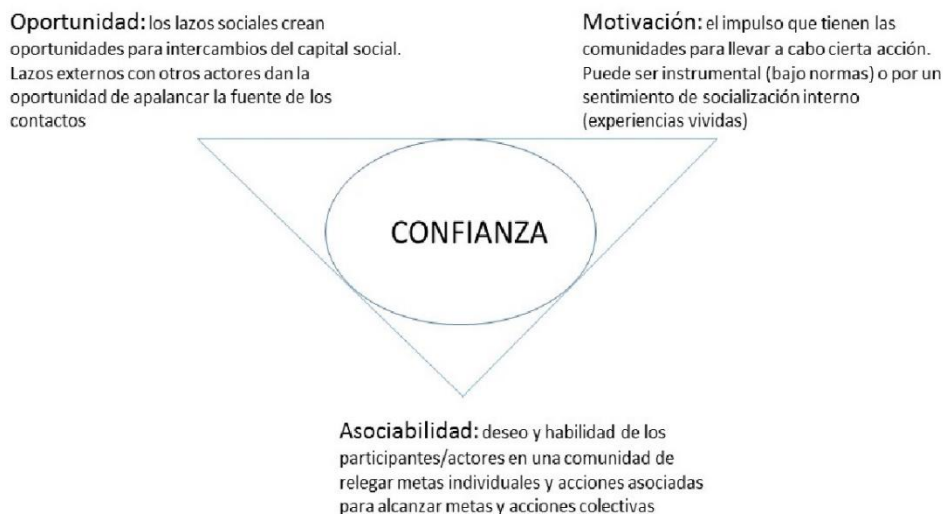 Oportunidad: los lazos sociales crean
oportunidades para intercambios del capital social.
Lazos externos con otros actores dan la
oportunidad de apalancar la fuente de los
contactos
Motivación: el impulso que tienen las
comunidades para llevar a cabo cierta acción.
Puede ser instrumental (bajo normas) o por un
sentimiento de socialización interno
(experiencias vividas)
CONFIANZA
Asociabilidad: deseo y habilidad de los
participantes/actores en una comunidad de
relegar metas individuales y acciones asociadas
para alcanzar metas y acciones colectivas